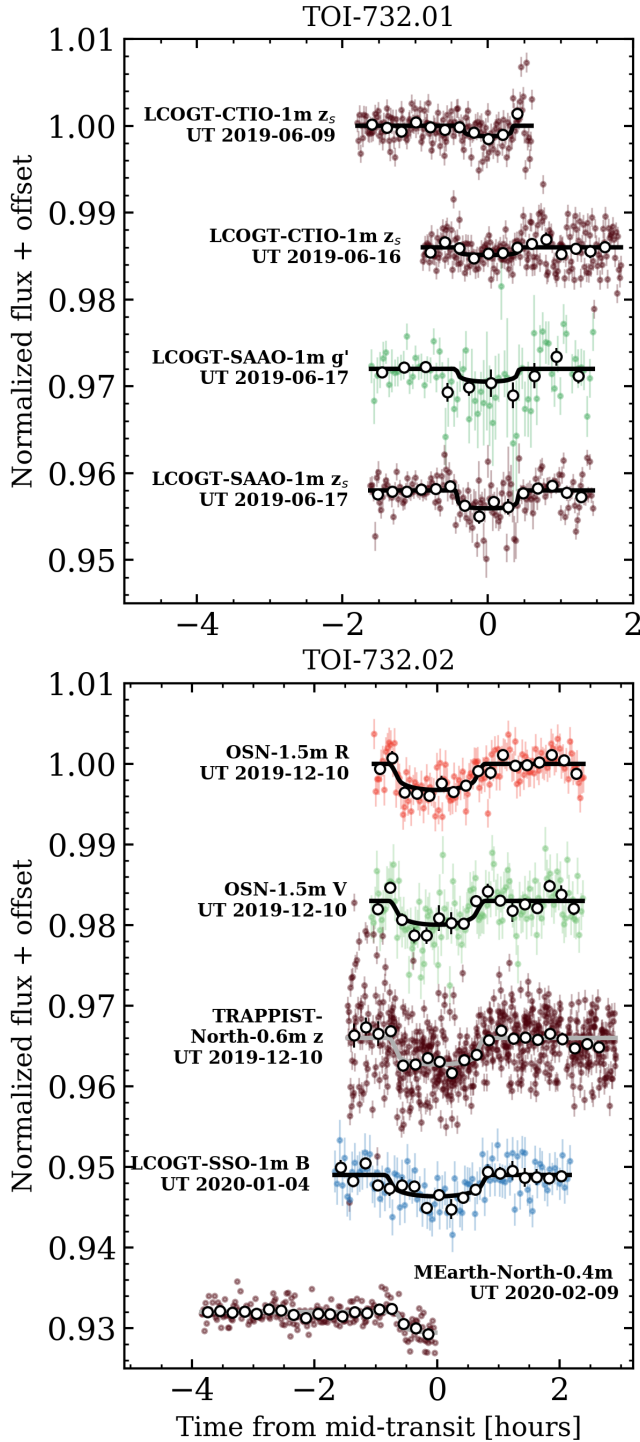 TOI-732.01
1.01
LCOGT-CTIO-1m zs
UT 2019-06-09
1.00
0.99
LCOGT-CTIO-1m zs
UT 2019-06-16
0.98
LCOGT-SAAO-1m g'
UT 2019-06-17
0.97
0.96
LCOGT-SAAO-1m zs
UT 2019-06-17
0.95
Normalized flux + offset
−4 −2 0 2
TOI-732.02
1.01
OSN-1.5m R
UT 2019-12-10
1.00
0.99
OSN-1.5m V
UT 2019-12-10
0.98
0.97
TRAPPIST-
North-0.6m z
UT 2019-12-10
0.96
0.95
LCOGT-SSO-1m B
UT 2020-01-04
0.94
MEarth-North-0.4m
UT 2020-02-09
0.93
Normalized flux + offset
−4 −2 0 2
Time from mid-transit [hours]